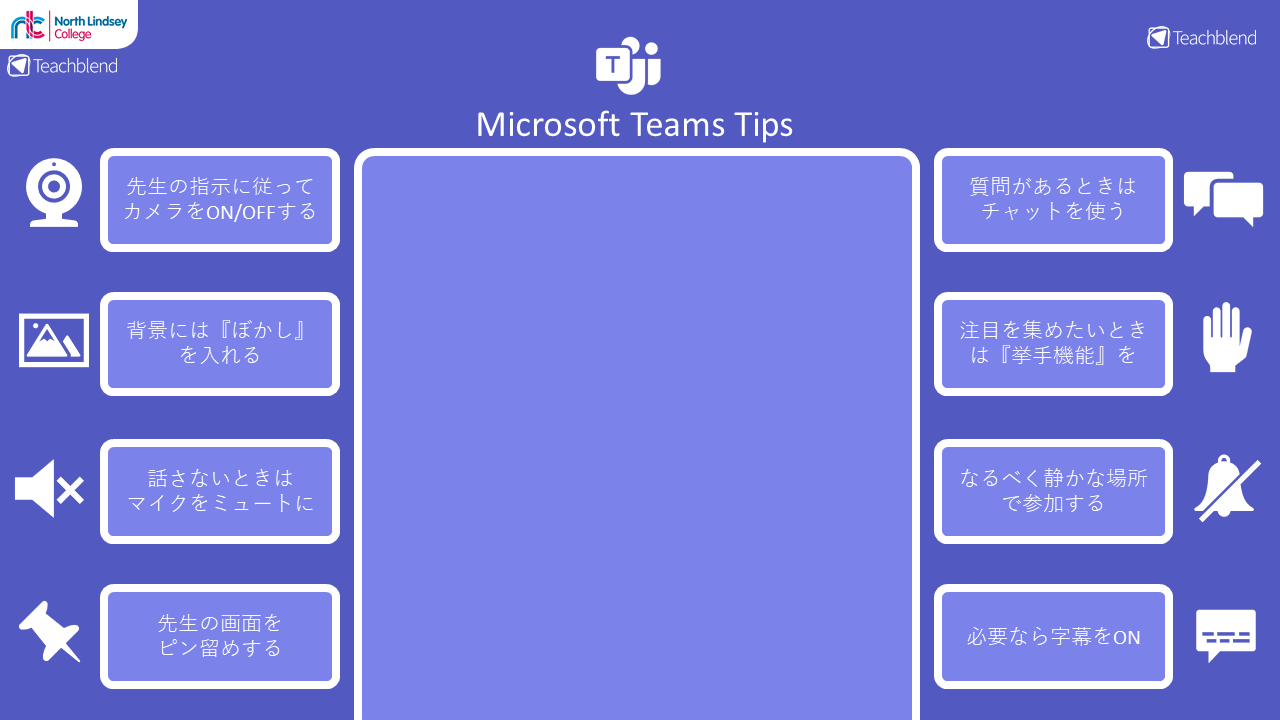 North Lindsey
College
Teachblend
Teachblend
T
Microsoft Teams Tips
先生の指示に従って
カメラをON/OFFする
背景には『ぼかし』
を入れる
話さないときは
マイクをミュートに
先生の画面を
ピン留めする
質問があるときは
チャットを使う
注目を集めたいとき
は『挙手機能』を
なるべく静かな場所
で参加する
必要なら字幕をON